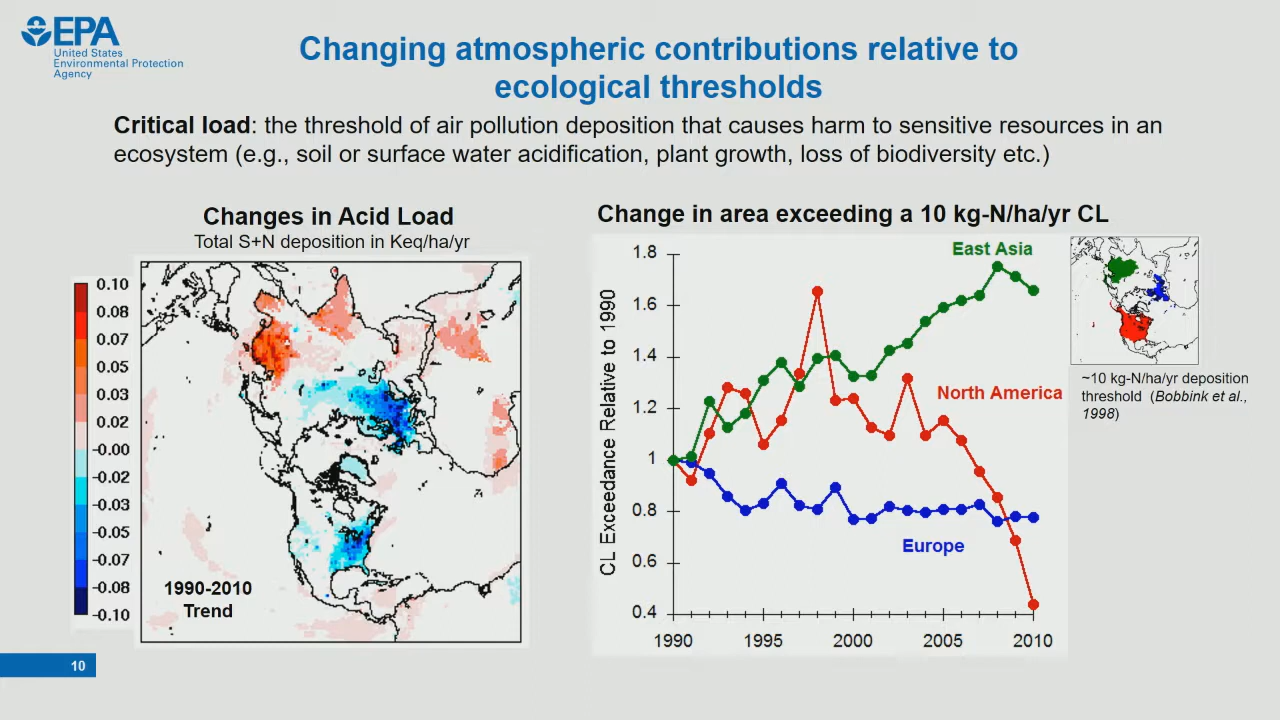 EPA
United States
Environmental Protection
Agency
Changing atmospheric contributions relative to
ecological thresholds
Critical load: the threshold of air pollution deposition that causes harm to sensitive resources in an
ecosystem (e.g., soil or surface water acidification, plant growth, loss of biodiversity etc.)
Changes in Acid Load
Total S+N deposition in Keq/ha/yr
0.10
0.08
0.07
0.05
0.03
0.02
-0.00
-0.02
-0.03
-0.05
-0.07
-0.08
-0.10
1990-2010
Trend
Change in area exceeding a 10 kg-N/ha/yr CL
CL Exceedance Relative to 1990
1.8
1.6
1.4
1.2
1
0.8
0.6
0.4
1990
1995
2000
2005
2010
East Asia
North America
Europe
~10 kg-N/ha/yr deposition
threshold (Bobbink et al.,
1998)
10